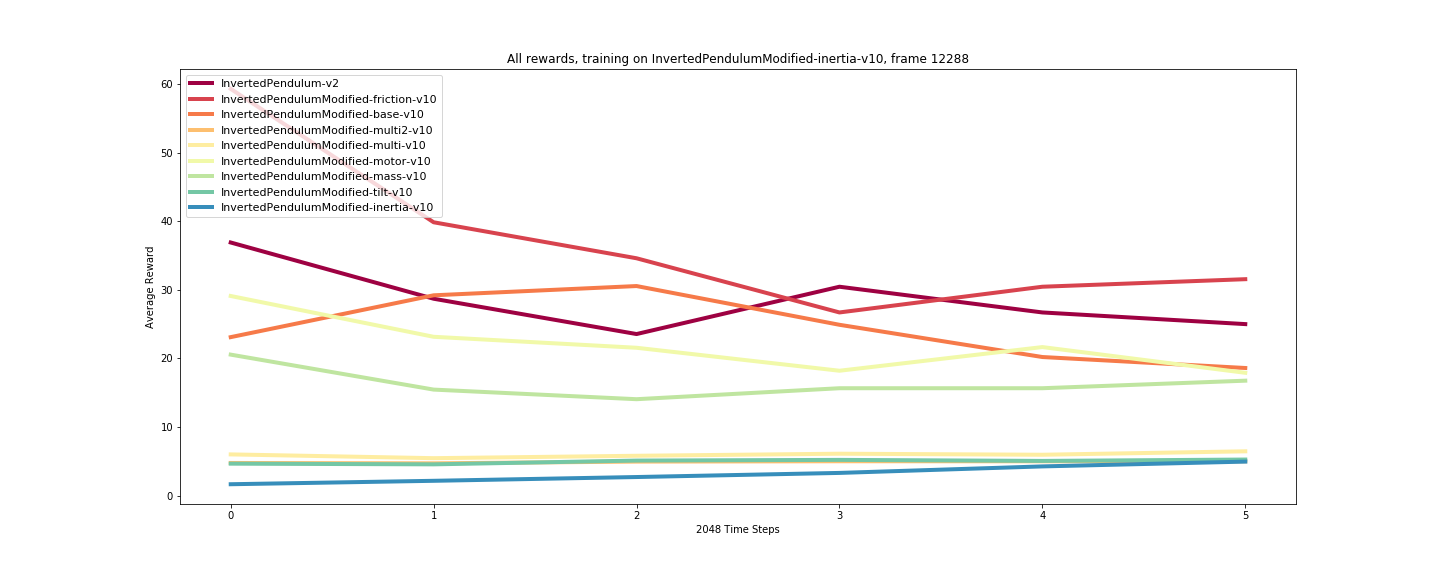 All rewards, training on InvertedPendulumModified-inertia-v10, frame 12288
InvertedPendulum-v2
InvertedPendulumModified-friction-v10
InvertedPendulumModified-base-v10
InvertedPendulumModified-multi2-v10
InvertedPendulumModified-multi-v10
InvertedPendulumModified-motor-v10
InvertedPendulumModified-mass-v10
InvertedPendulumModified-tilt-v10
InvertedPendulumModified-inertia-v10
60
50
40
30
20
10
0
Average Reward
0 1 2 3 4 5
2048 Time Steps